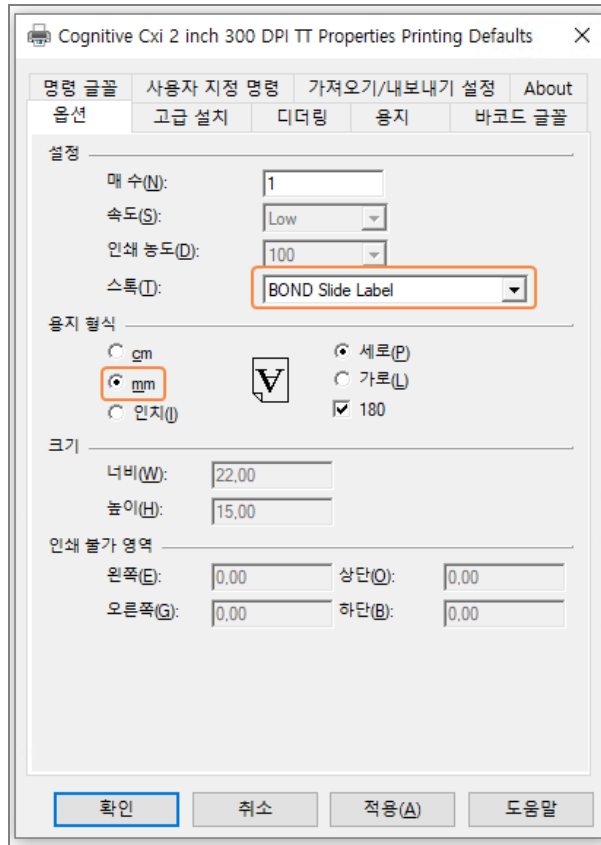 Cognitive Cxi 2 inch 300 DPI TT Properties Printing Defaults
명령 글꼴 사용자 지정 명령 가져오기/내보내기 설정 About
옵션 고급 설치 디더링 용지 바코드 글꼴
설정
매 수(N): 1
속도(S): Low
인쇄 농도(D): 100
스톡(T): BOND Slide Label
용지 형식
cm 세로(P)
mm 가로(L)
인치(I) 180
A
크기
너비(W): 22,00
높이(H): 15,00
인쇄 불가 영역
왼쪽(E): 0,00 상단(O): 0,00
오른쪽(G): 0,00 하단(B): 0,00
확인 취소 적용(A) 도움말